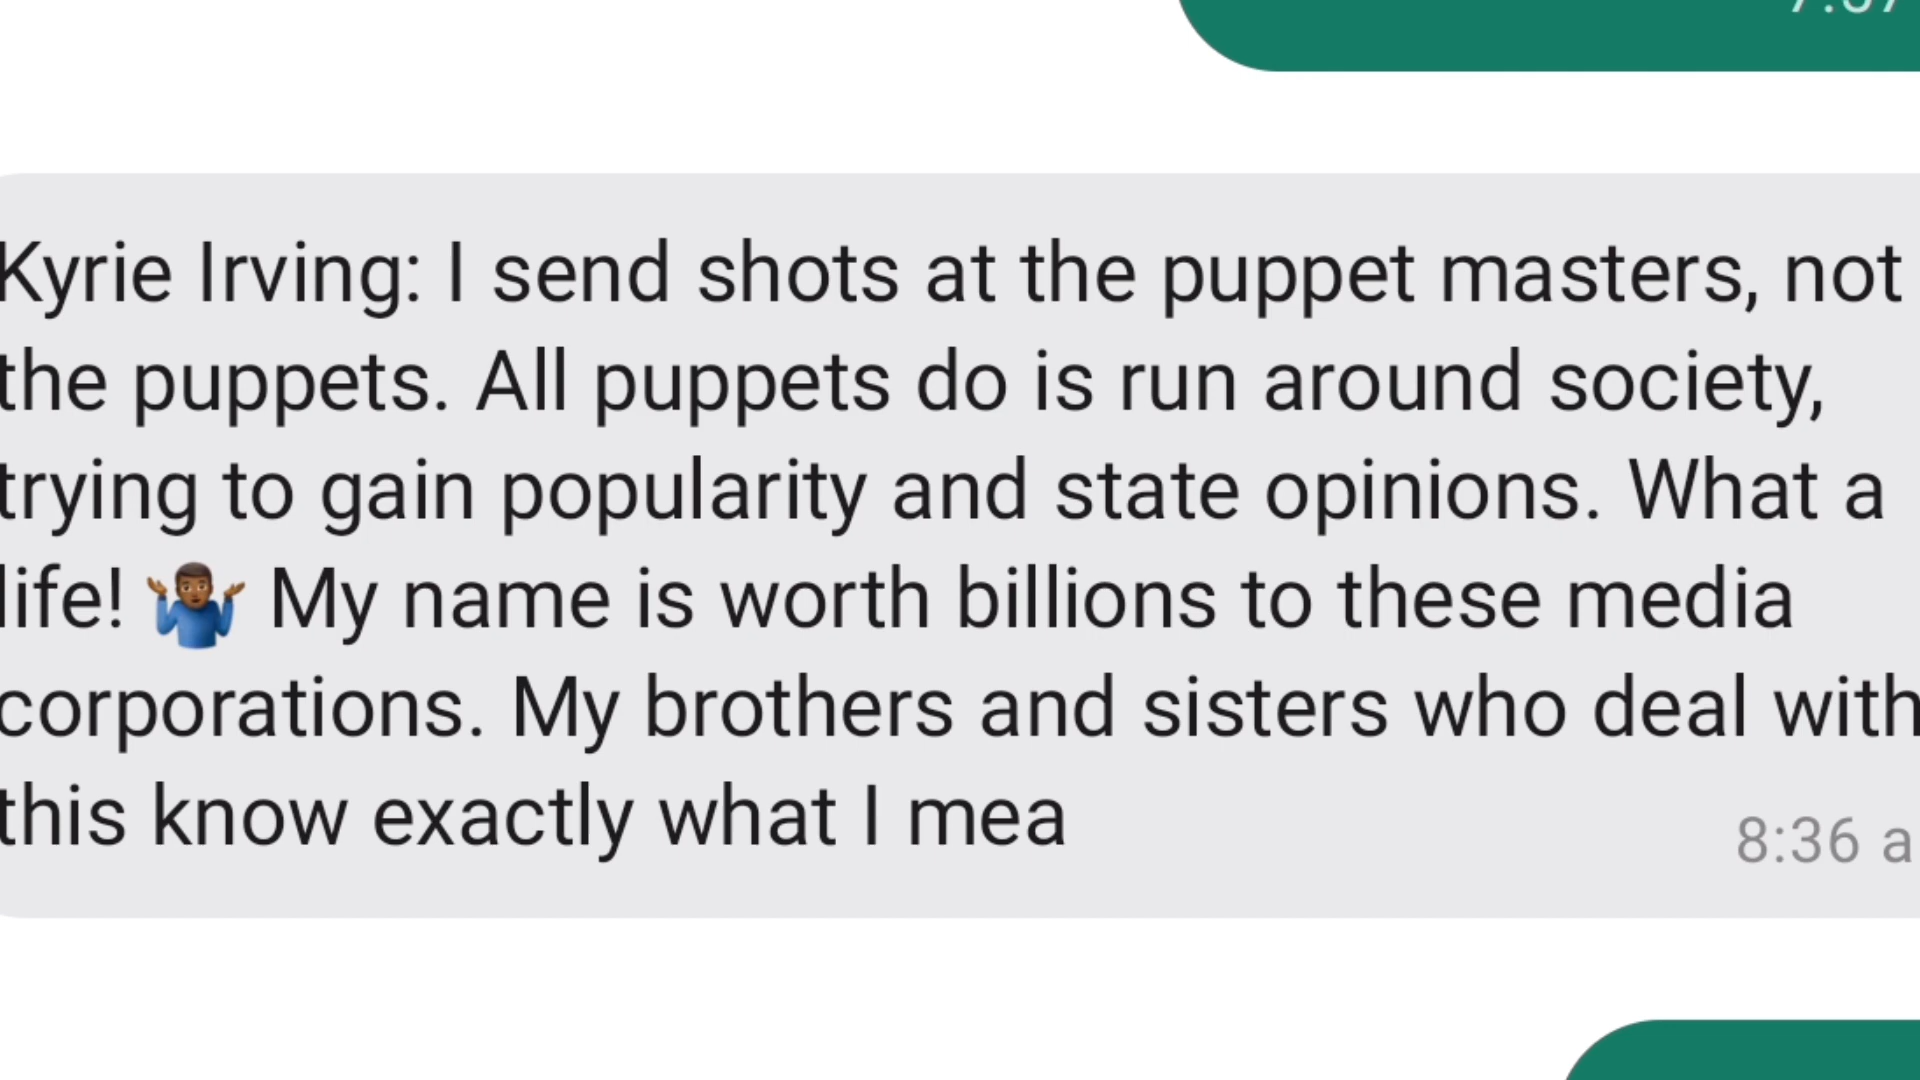 Kyrie Irving: I send shots at the puppet masters, not
the puppets. All puppets do is run around society,
trying to gain popularity and state opinions. What a
life! 🤷🏾‍♂️ My name is worth billions to these media
corporations. My brothers and sisters who deal with
this know exactly what I mea
8:36 a